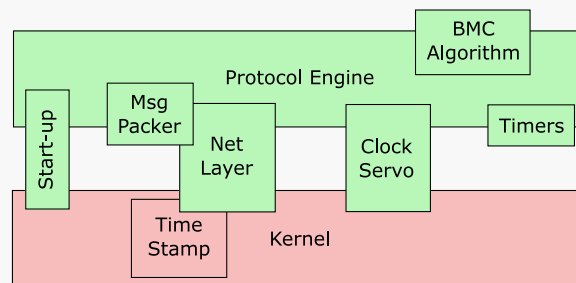 BMC
Algorithm
Protocol Engine
Msg
Packer
Start-up
Net
Layer
Clock
Servo
Timers
Time
Stamp
Kernel